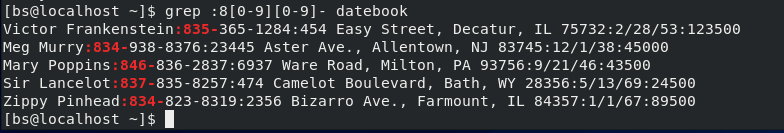 [bs@localhost ~]$ grep :8[0-9][0-9]- datebook
Victor Frankenstein:835-365-1284:454 Easy Street, Decatur, IL 75732:2/28/53:123500
Meg Murry:834-938-8376:23445 Aster Ave., Allentown, NJ 83745:12/1/38:45000
Mary Poppins:846-836-2837:6937 Ware Road, Milton, PA 93756:9/21/46:43500
Sir Lancelot:837-835-8257:474 Camelot Boulevard, Bath, WY 28356:5/13/69:24500
Zippy Pinhead:834-823-8319:2356 Bizarro Ave., Farmount, IL 84357:1/1/67:89500
[bs@localhost ~]$